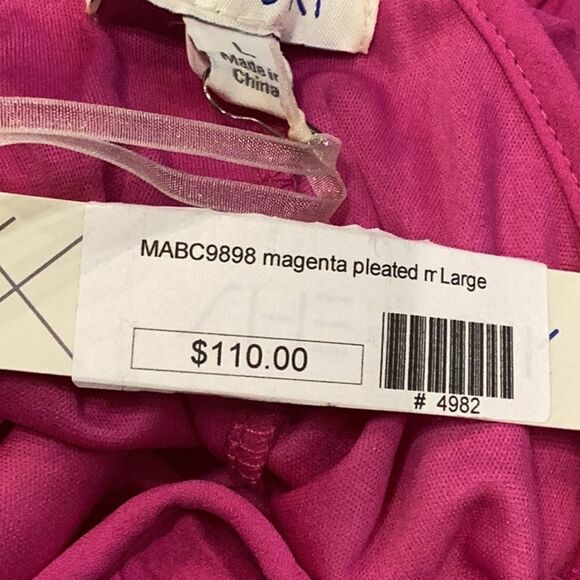 L
Made in
China
MABC9898 magenta pleated m Large
$110.00
# 4982